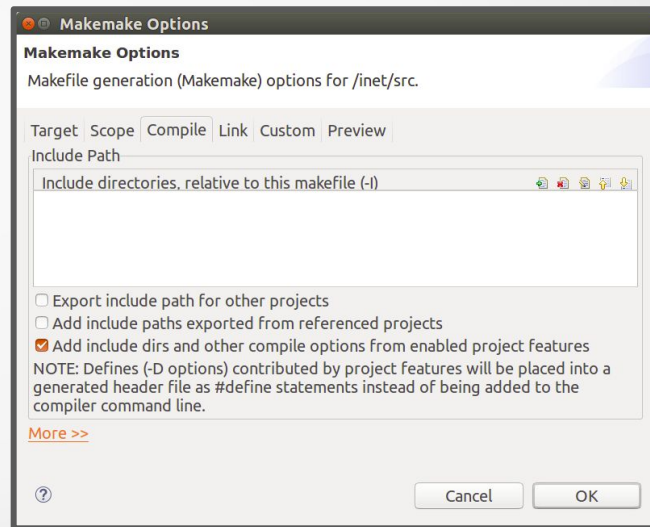 Makemake Options
Makemake Options
Makefile generation (Makemake) options for /inet/src.
Target Scope Compile Link Custom Preview
Include Path
Include directories, relative to this makefile (-I)
Export include path for other projects
Add include paths exported from referenced projects
Add include dirs and other compile options from enabled project features
NOTE: Defines (-D options) contributed by project features will be placed into a
generated header file as #define statements instead of being added to the
compiler command line.
More >>
? Cancel OK